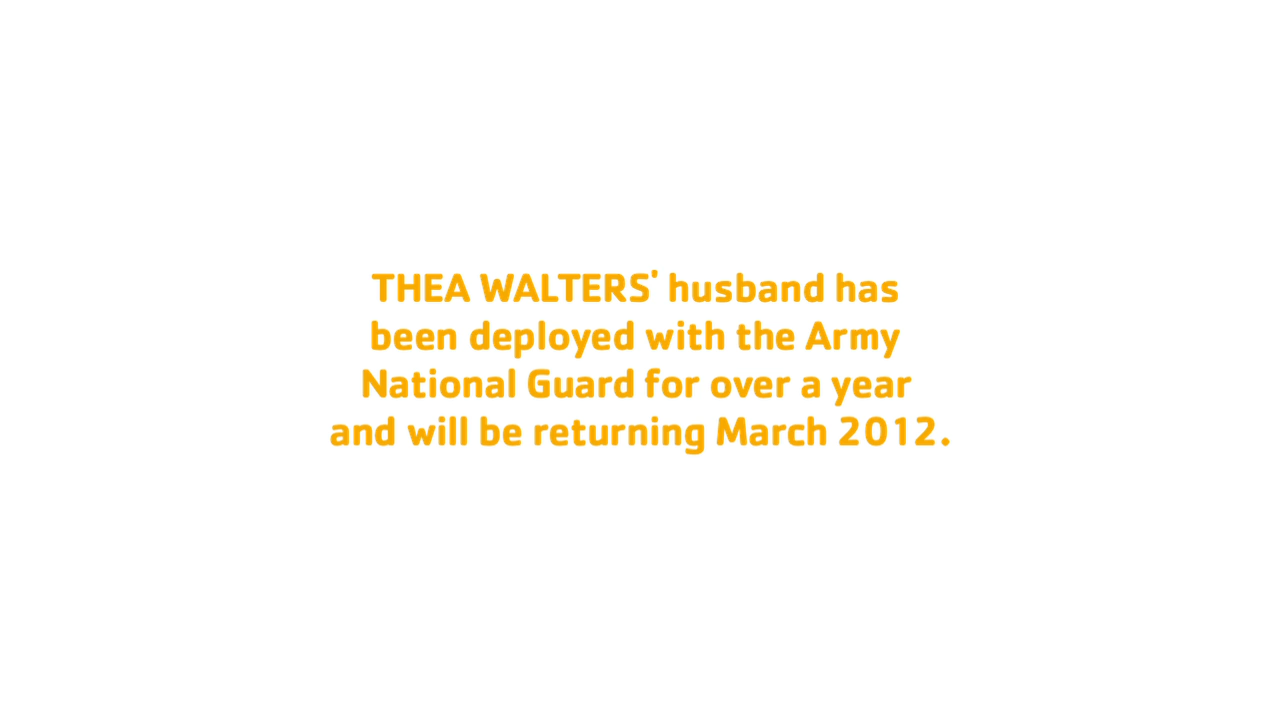 THEA WALTERS' husband has
been deployed with the Army
National Guard for over a year
and will be returning March 2012.